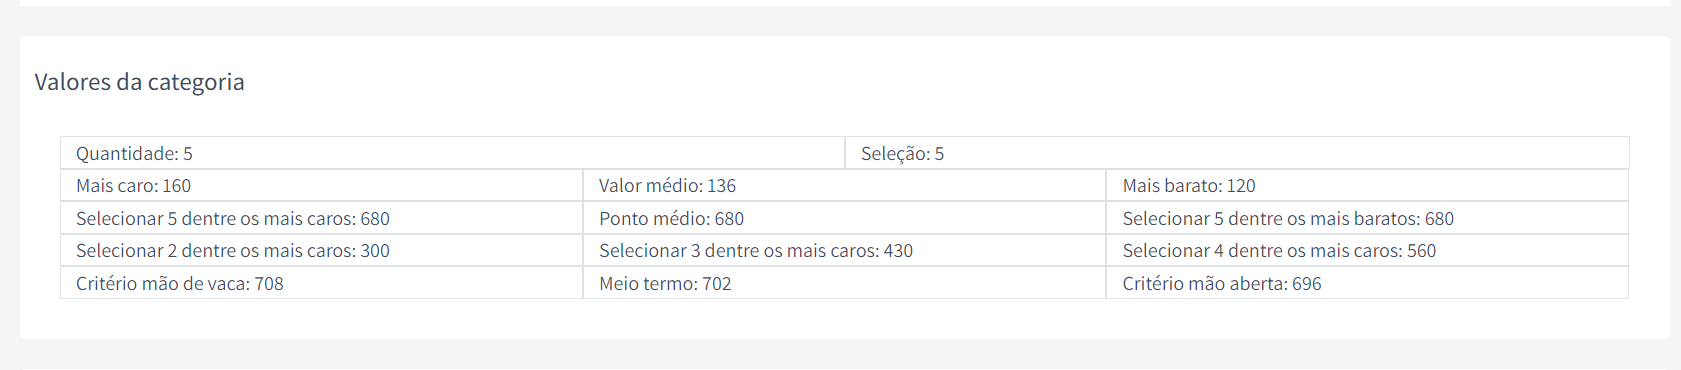 Valores da categoria
Quantidade: 5 Seleção: 5
Mais caro: 160 Valor médio: 136 Mais barato: 120
Selecionar 5 dentre os mais caros: 680 Ponto médio: 680 Selecionar 5 dentre os mais baratos: 680
Selecionar 2 dentre os mais caros: 300 Selecionar 3 dentre os mais caros: 430 Selecionar 4 dentre os mais caros: 560
Critério mão de vaca: 708 Meio termo: 702 Critério mão aberta: 696